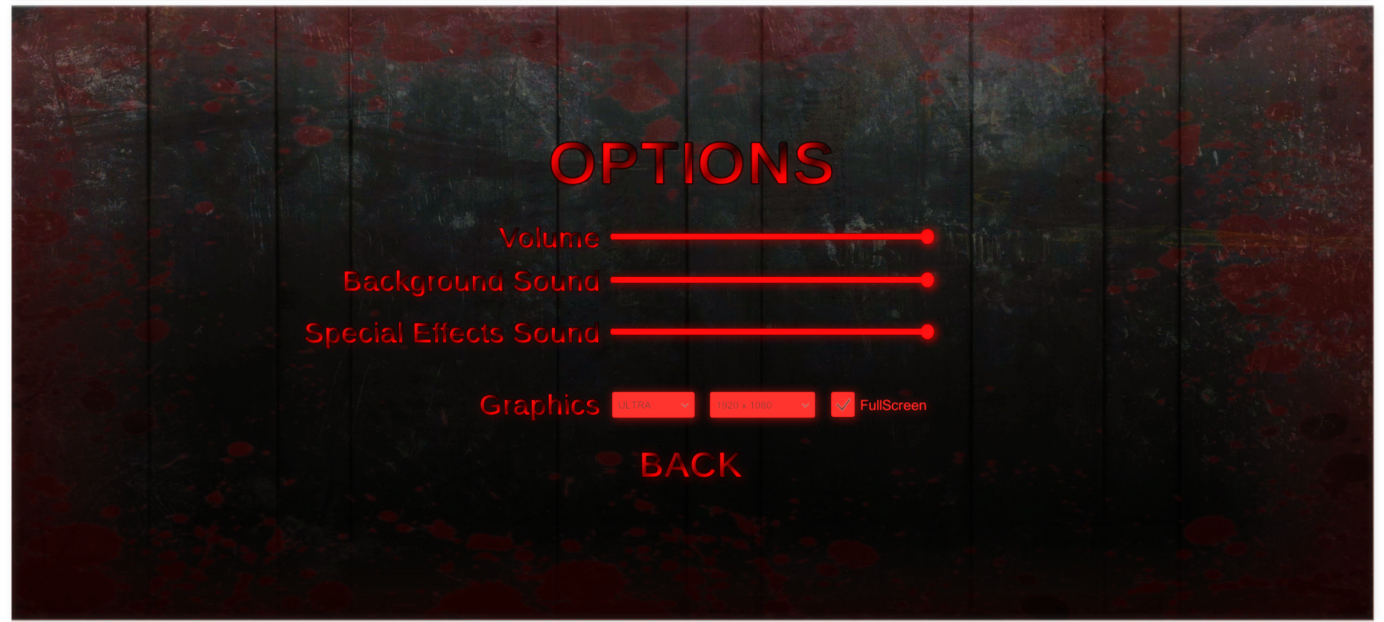 OPTIONS
Volume
Background Sound
Special Effects Sound
Graphics ULTRA 1920 x 1080 FullScreen
BACK